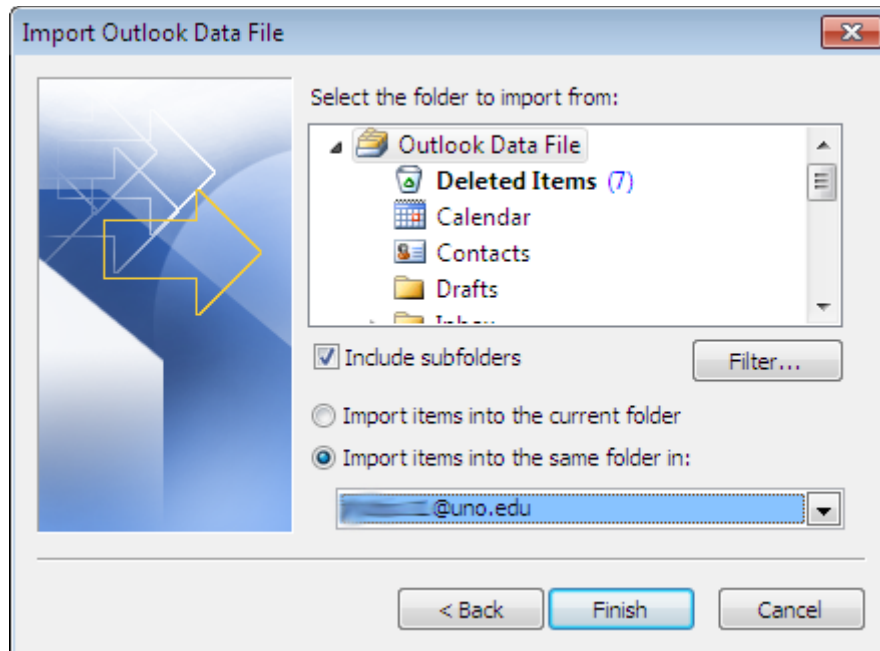 Import Outlook Data File
Select the folder to import from:
Outlook Data File
Deleted Items (7)
Calendar
Contacts
Drafts
Inbox
Include subfolders
Filter...
Import items into the current folder
Import items into the same folder in:
@uno.edu
< Back
Finish
Cancel